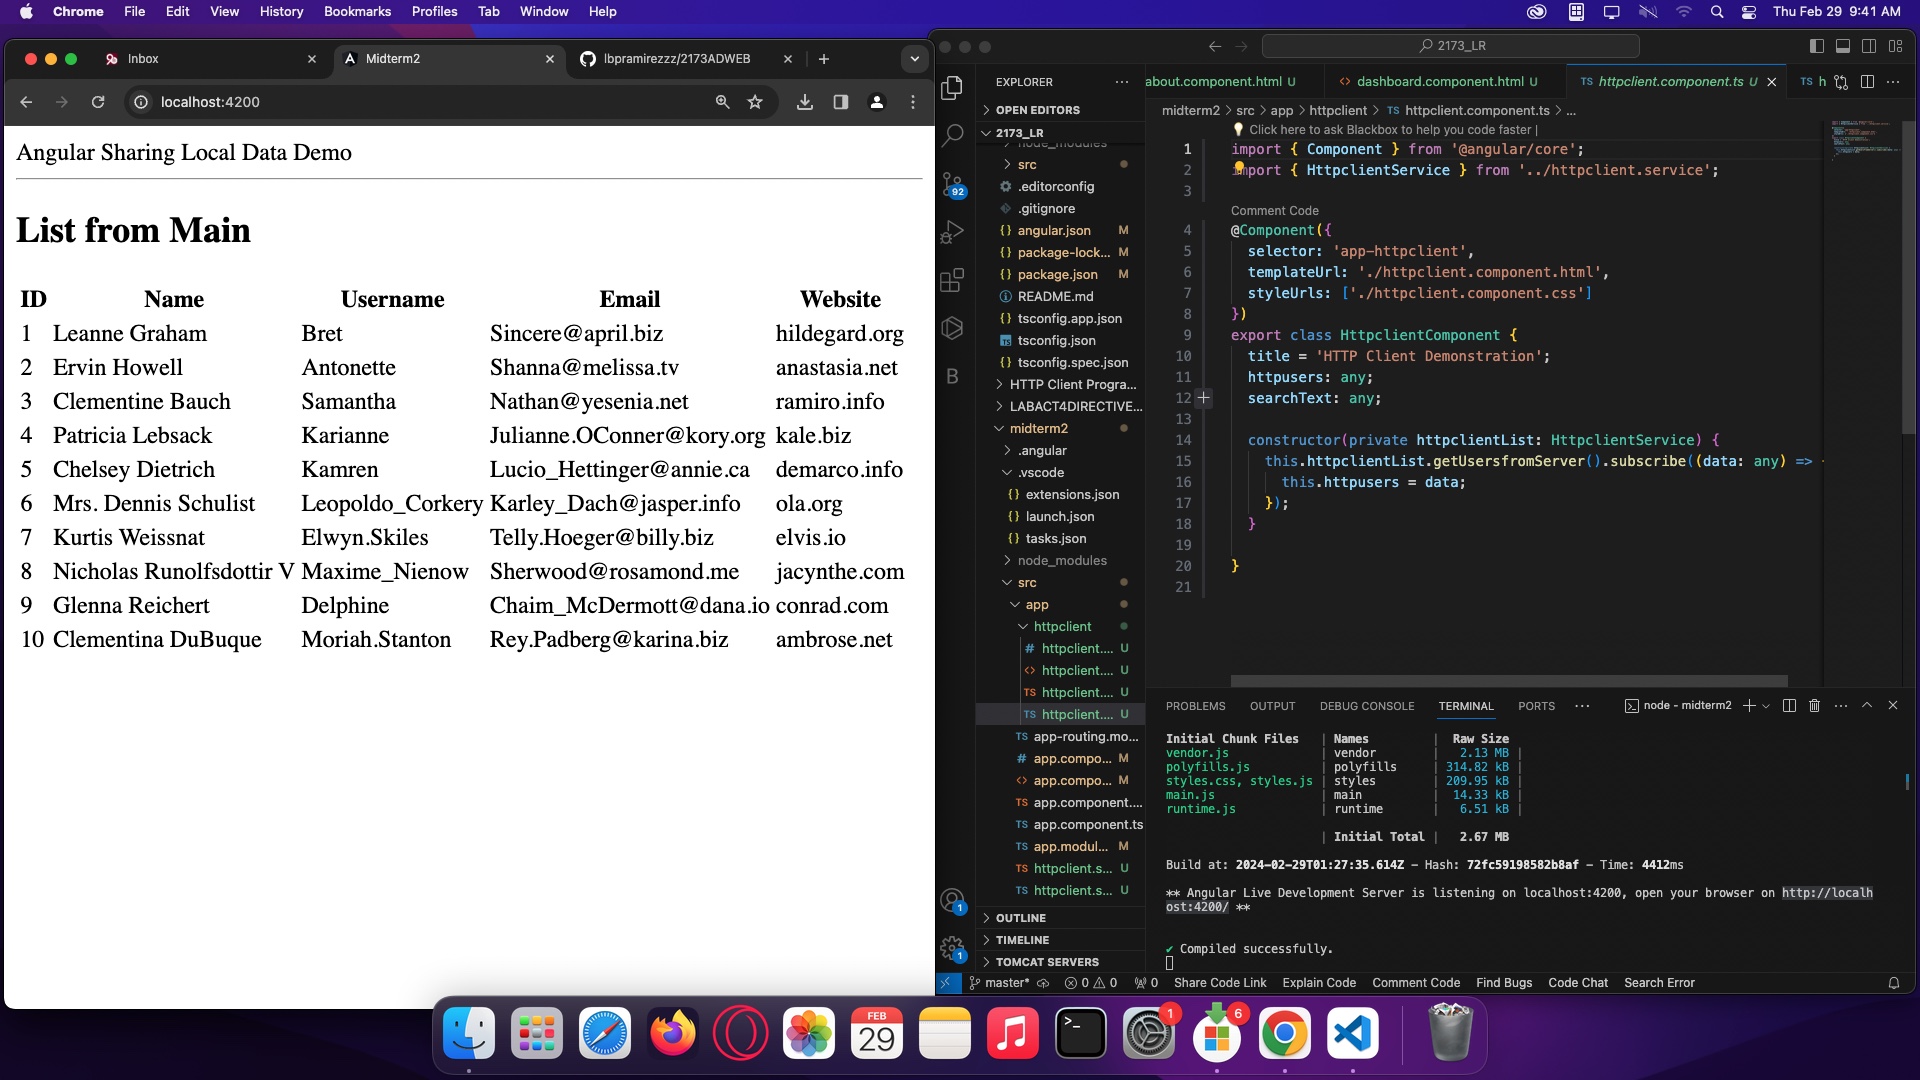 Chrome File Edit View History Bookmarks Profiles Tab Window Help
Thu Feb 29 9:41 AM
Inbox
Midterm2
lbpramirezzz/2173ADWEB
localhost:4200
Angular Sharing Local Data Demo
List from Main
ID Name Username Email Website
1 Leanne Graham Bret Sincere@april.biz hildegard.org
2 Ervin Howell Antonette Shanna@melissa.tv anastasia.net
3 Clementine Bauch Samantha Nathan@yesenia.net ramiro.info
4 Patricia Lebsack Karianne Julianne.OConner@kory.org kale.biz
5 Chelsey Dietrich Kamren Lucio_Hettinger@annie.ca demarco.info
6 Mrs. Dennis Schulist Leopoldo_Corkery Karley_Dach@jasper.info ola.org
7 Kurtis Weissnat Elwyn.Skiles Telly.Hoeger@billy.biz elvis.io
8 Nicholas Runolfsdottir V Maxime_Nienow Sherwood@rosamond.me jacynthe.com
9 Glenna Reichert Delphine Chaim_McDermott@dana.io conrad.com
10 Clementina DuBuque Moriah.Stanton Rey.Padberg@karina.biz ambrose.net
2173_LR
92
B
1
1
EXPLORER ...
OPEN EDITORS
2173_LR
node_modules
src
.editorconfig
.gitignore
{} angular.json M
{} package-lock... M
{} package.json M
README.md
{} tsconfig.app.json
TS tsconfig.json
{} tsconfig.spec.json
HTTP Client Progra...
LABACT4DIRECTIVE...
midterm2
.angular
.vscode
{} extensions.json
{} launch.json
{} tasks.json
node_modules
src
app
httpclient
# httpclient.... U
<> httpclient.... U
TS httpclient.... U
TS httpclient.... U
TS app-routing.mo...
# app.compo... M
<> app.compo... M
TS app.component....
TS app.component.ts
TS app.modul... M
TS httpclient.s... U
TS httpclient.s... U
OUTLINE
TIMELINE
TOMCAT SERVERS
about.component.html U
<> dashboard.component.html U
TS httpclient.component.ts U
TS h
...
midterm2 > src > app > httpclient > TS httpclient.component.ts > ...
Click here to ask Blackbox to help you code faster |
1 import { Component } from '@angular/core';
2 import { HttpclientService } from '../httpclient.service';
3
Comment Code
4 @Component({
5 selector: 'app-httpclient',
6 templateUrl: './httpclient.component.html',
7 styleUrls: ['./httpclient.component.css']
8 })
9 export class HttpclientComponent {
10 title = 'HTTP Client Demonstration';
11 httpusers: any;
12 searchText: any;
13
14 constructor(private httpclientList: HttpclientService) {
15 this.httpclientList.getUsersfromServer().subscribe((data: any) =>
16 this.httpusers = data;
17 });
18 }
19
20 }
21
PROBLEMS OUTPUT DEBUG CONSOLE TERMINAL PORTS ...
node - midterm2
Initial Chunk Files | Names | Raw Size
vendor.js | vendor | 2.13 MB |
polyfills.js | polyfills | 314.82 kB |
styles.css, styles.js | styles | 209.95 kB |
main.js | main | 14.33 kB |
runtime.js | runtime | 6.51 kB |
| Initial Total | 2.67 MB
Build at: 2024-02-29T01:27:35.614Z - Hash: 72fc59198582b8af - Time: 4412ms
** Angular Live Development Server is listening on localhost:4200, open your browser on http://localh
ost:4200/ **
✔ Compiled successfully.
master* 0 0 0 Share Code Link Explain Code Comment Code Find Bugs Code Chat Search Error
FEB
29
>_
1
6